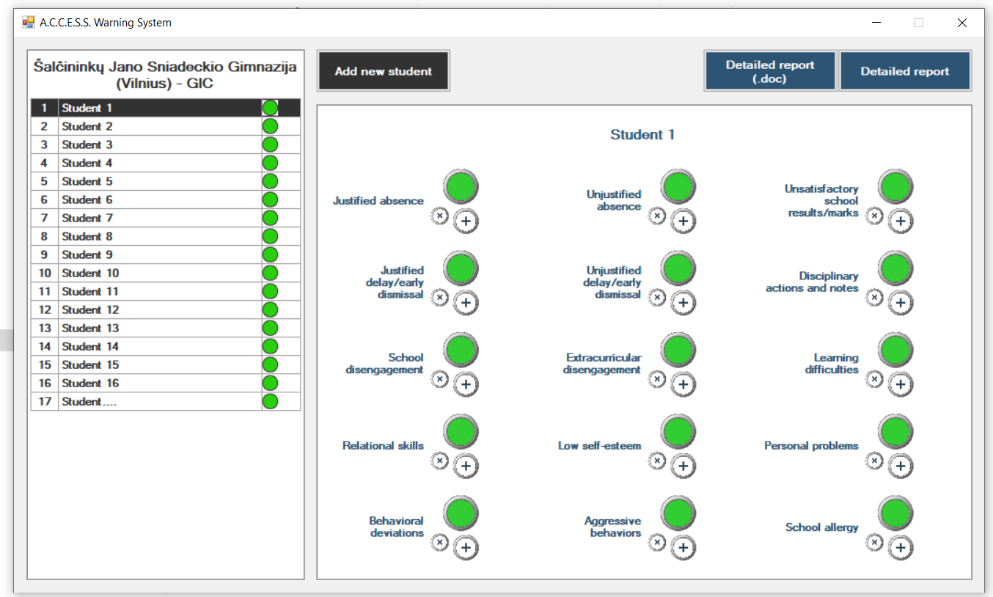 A.C.C.E.S.S. Warning System
Šalčininkų Jano Sniadeckio Gimnazija
(Vilnius) - GIC
1 Student 1
2 Student 2
3 Student 3
4 Student 4
5 Student 5
6 Student 6
7 Student 7
8 Student 8
9 Student 9
10 Student 10
11 Student 11
12 Student 12
13 Student 13
14 Student 14
15 Student 15
16 Student 16
17 Student....
Add new student
Detailed report
(.doc)
Detailed report
Student 1
Justified absence
Unjustified
absence
Unsatisfactory
school
results/marks
Justified
delay/early
dismissal
Unjustified
delay/early
dismissal
Disciplinary
actions and notes
School
disengagement
Extracurricular
disengagement
Learning
difficulties
Relational skills
Low self-esteem
Personal problems
Behavioral
deviations
Aggressive
behaviors
School allergy